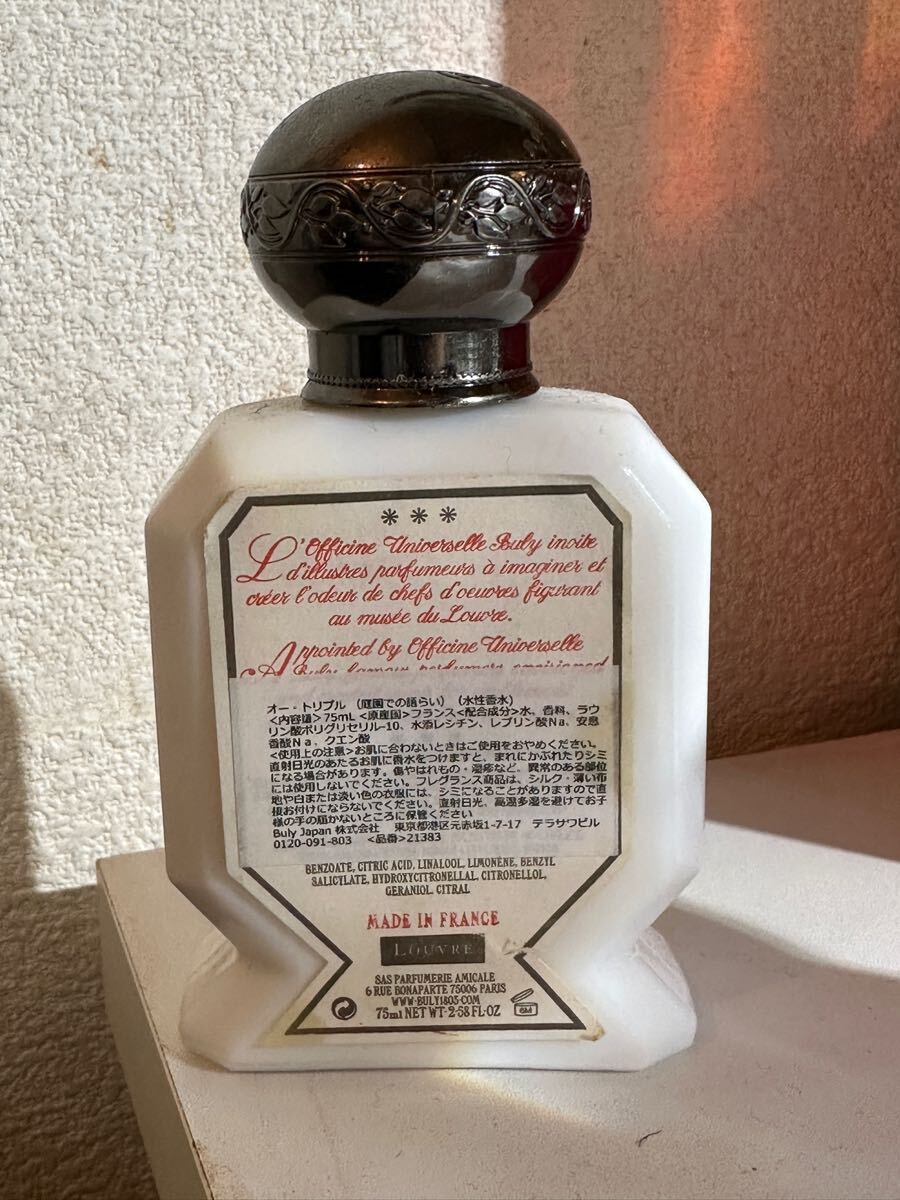 ***
L'Officine Universelle Buly invite
d'illustres parfumeurs à imaginer et
créer l'odeur de chefs d'oeuvres figurant
au musée du Louvre.
Appointed by Officine Universelle
Buly, famous perfumers envisioned
オー・トリプル （庭園での語らい）（水性香水）
<内容量>75mL <原産国>フランス<配合成分>水、香料、ラウ
リン酸ポリグリセリル-10、水添レシチン、レブリン酸Na、安息
香酸Na、クエン酸
<使用上の注意>お肌に合わないときはご使用をおやめください。
直射日光のあたるお肌に香水をつけますと、まれにかぶれたりシミ
になる場合があります。傷やはれもの・湿疹など、異常のある部位
には使用しないでください。フレグランス商品は、シルク・薄い布
地や白または淡い色の衣服には、シミになることがありますので直
接お付けにならないでください。直射日光、高温多湿を避けてお子
様の手の届かないところに保管ください
Buly Japan 株式会社　東京都港区元赤坂1-7-17　テラサワビル
0120-091-803　<品番>21383
BENZOATE, CITRIC ACID, LINALOOL, LIMONENE, BENZYL
SALICYLATE, HYDROXYCITRONELLAL, CITRONELLOL,
GERANIOL, CITRAL
MADE IN FRANCE
LOUVRE
SAS PARFUMERIE AMICALE
6 RUE BONAPARTE 75006 PARIS
WWW·BULY1803·COM
75ml NET WT·2·58 FL·OZ
6M